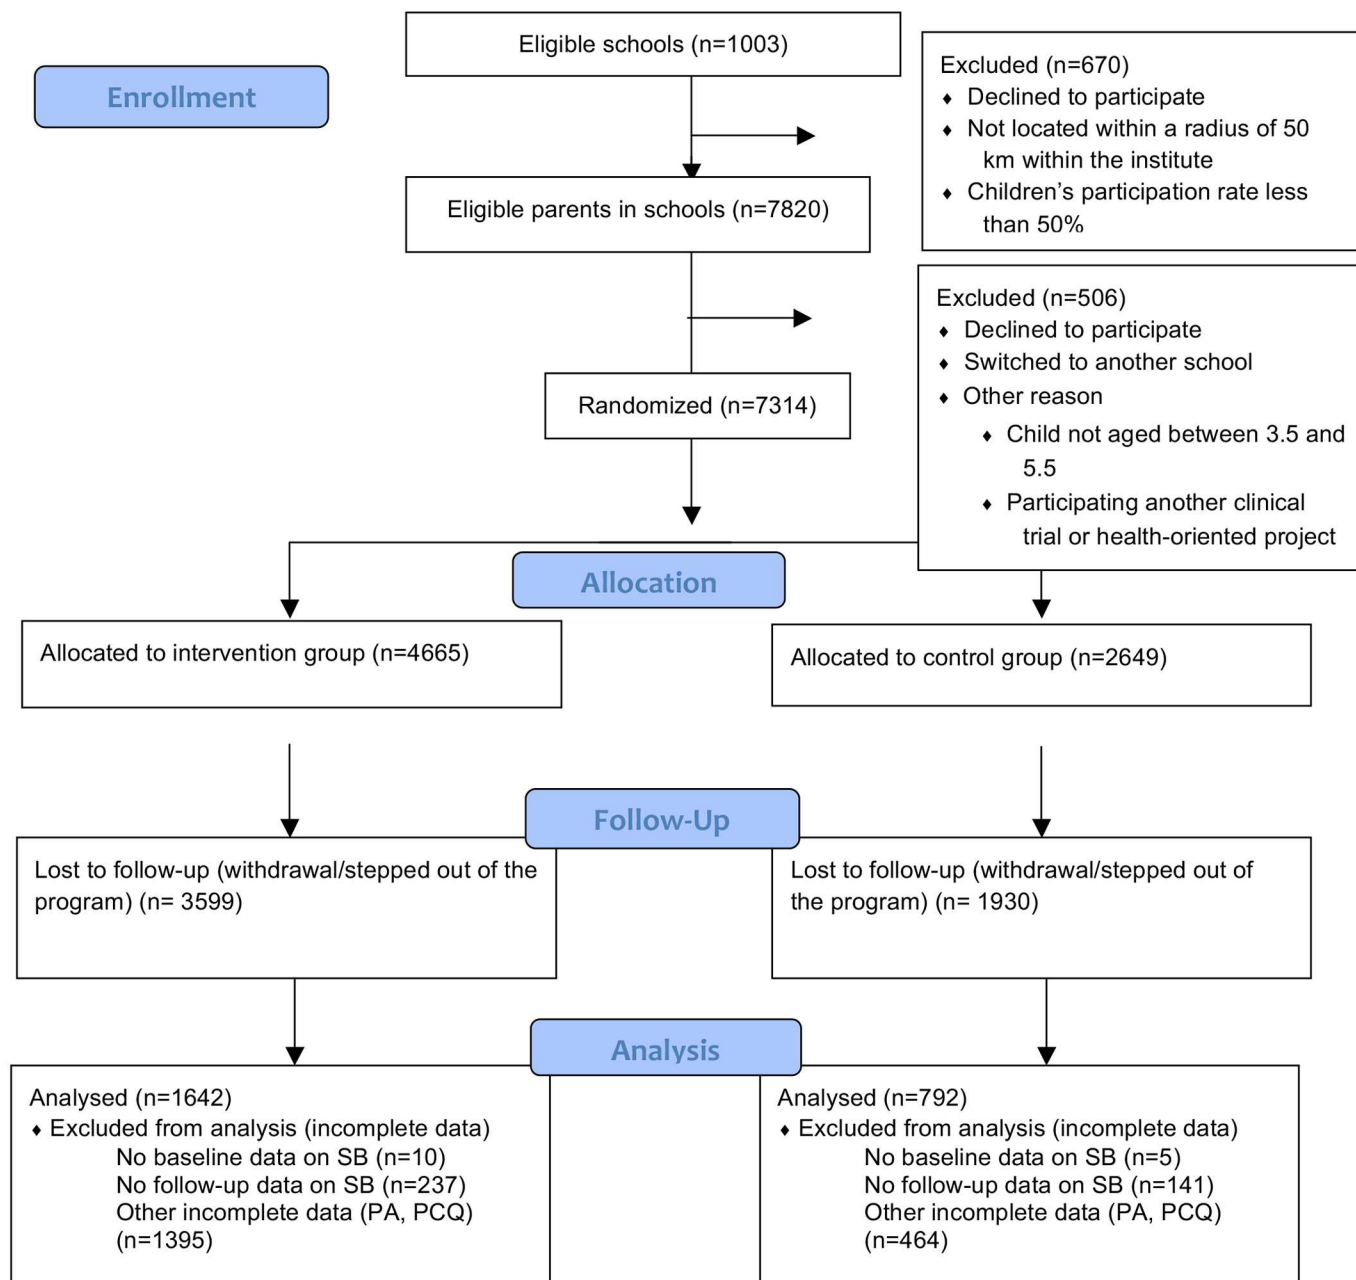 Eligible schools (n=1003)
Enrollment
Excluded (n=670)
♦ Declined to participate
♦ Not located within a radius of 50
km within the institute
♦ Children’s participation rate less
than 50%
Eligible parents in schools (n=7820)
Excluded (n=506)
♦ Declined to participate
♦ Switched to another school
♦ Other reason
♦ Child not aged between 3.5 and
5.5
♦ Participating another clinical
trial or health-oriented project
Randomized (n=7314)
Allocation
Allocated to intervention group (n=4665)
Allocated to control group (n=2649)
Follow-Up
Lost to follow-up (withdrawal/stepped out of the
program) (n= 3599)
Lost to follow-up (withdrawal/stepped out of
the program) (n= 1930)
Analysis
Analysed (n=1642)
♦ Excluded from analysis (incomplete data)
No baseline data on SB (n=10)
No follow-up data on SB (n=237)
Other incomplete data (PA, PCQ)
(n=1395)
Analysed (n=792)
♦ Excluded from analysis (incomplete data)
No baseline data on SB (n=5)
No follow-up data on SB (n=141)
Other incomplete data (PA, PCQ)
(n=464)